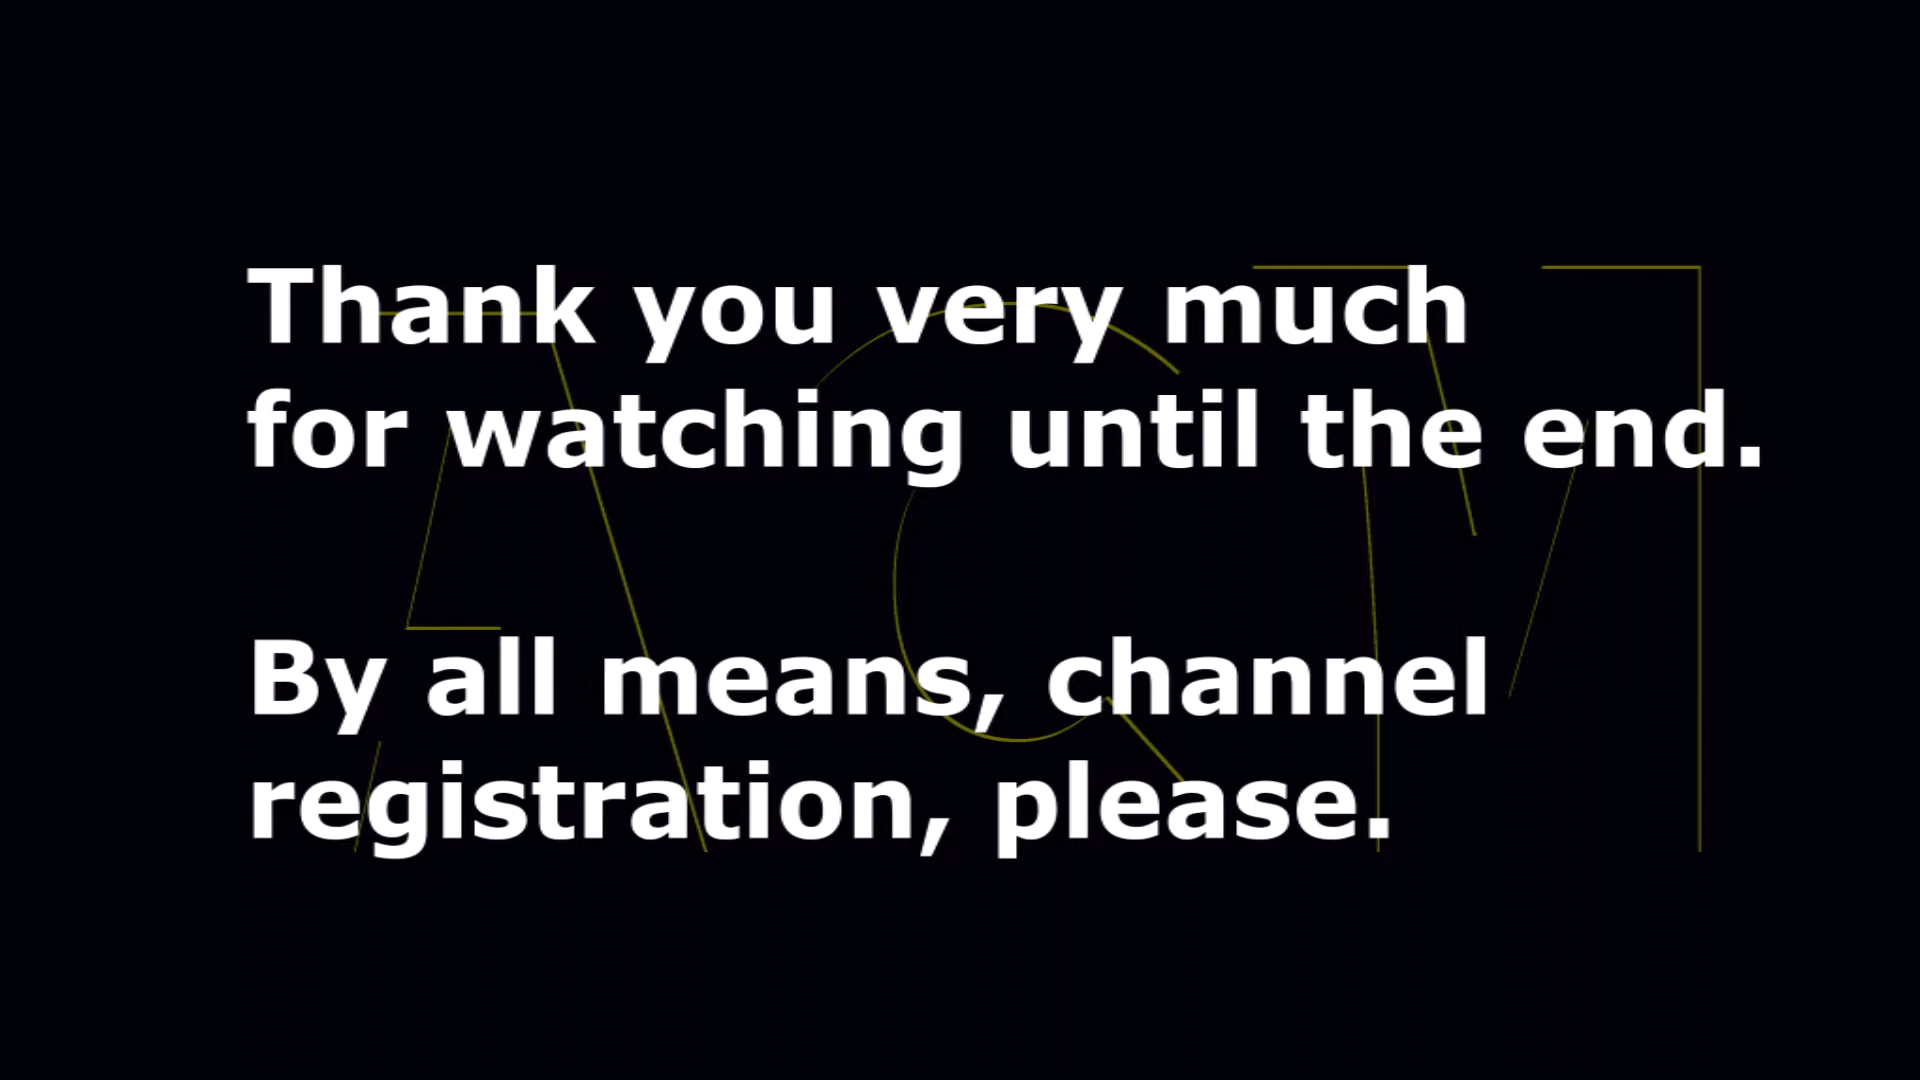 Thank you very much
for watching until the end.
By all means, channel
registration, please.